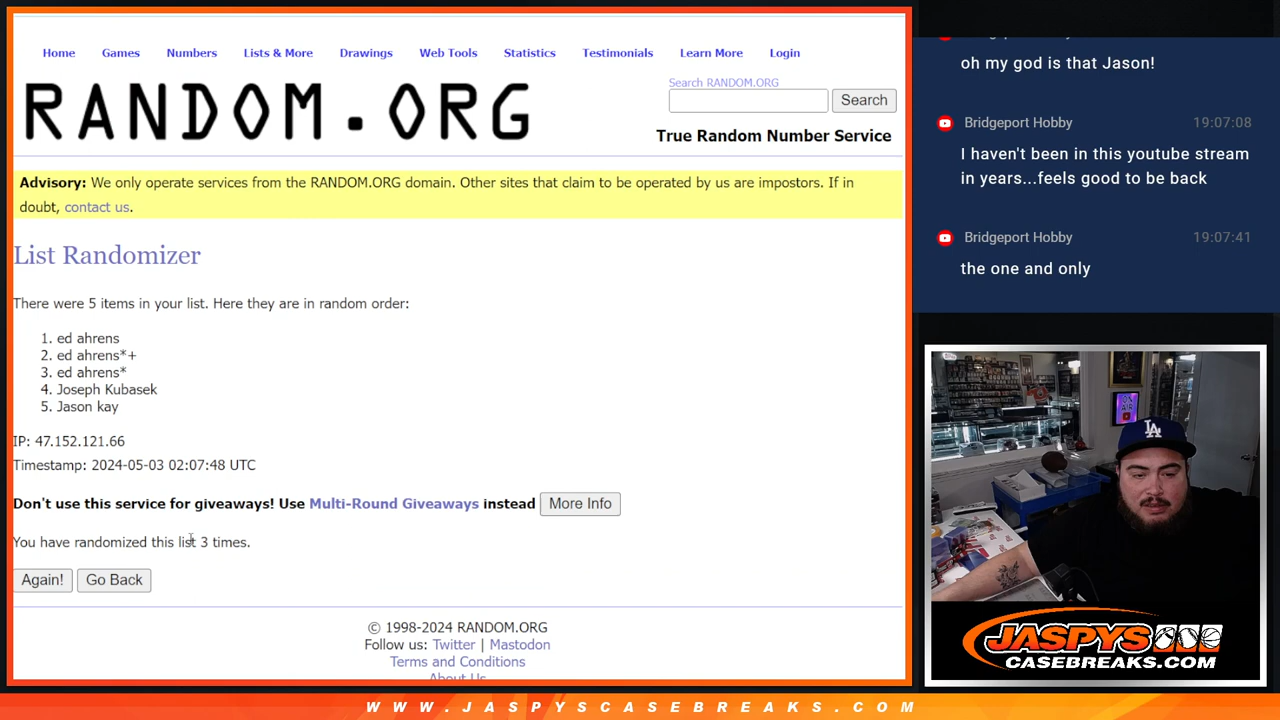 Home Games Numbers Lists & More Drawings Web Tools Statistics Testimonials Learn More Login
RANDOM.ORG
Search RANDOM.ORG
Search
True Random Number Service
Advisory: We only operate services from the RANDOM.ORG domain. Other sites that claim to be operated by us are impostors. If in
doubt, contact us.
List Randomizer
There were 5 items in your list. Here they are in random order:
1. ed ahrens
2. ed ahrens*+
3. ed ahrens*
4. Joseph Kubasek
5. Jason kay
IP: 47.152.121.66
Timestamp: 2024-05-03 02:07:48 UTC
Don't use this service for giveaways! Use Multi-Round Giveaways instead More Info
You have randomized this list 3 times.
Again! Go Back
© 1998-2024 RANDOM.ORG
Follow us: Twitter | Mastodon
Terms and Conditions
About Us
oh my god is that Jason!
Bridgeport Hobby 19:07:08
I haven't been in this youtube stream
in years...feels good to be back
Bridgeport Hobby 19:07:41
the one and only
ON
AIR
LA
JASPYS
CASEBREAKS.COM
WWW.JASPYSCASEBREAKS.COM